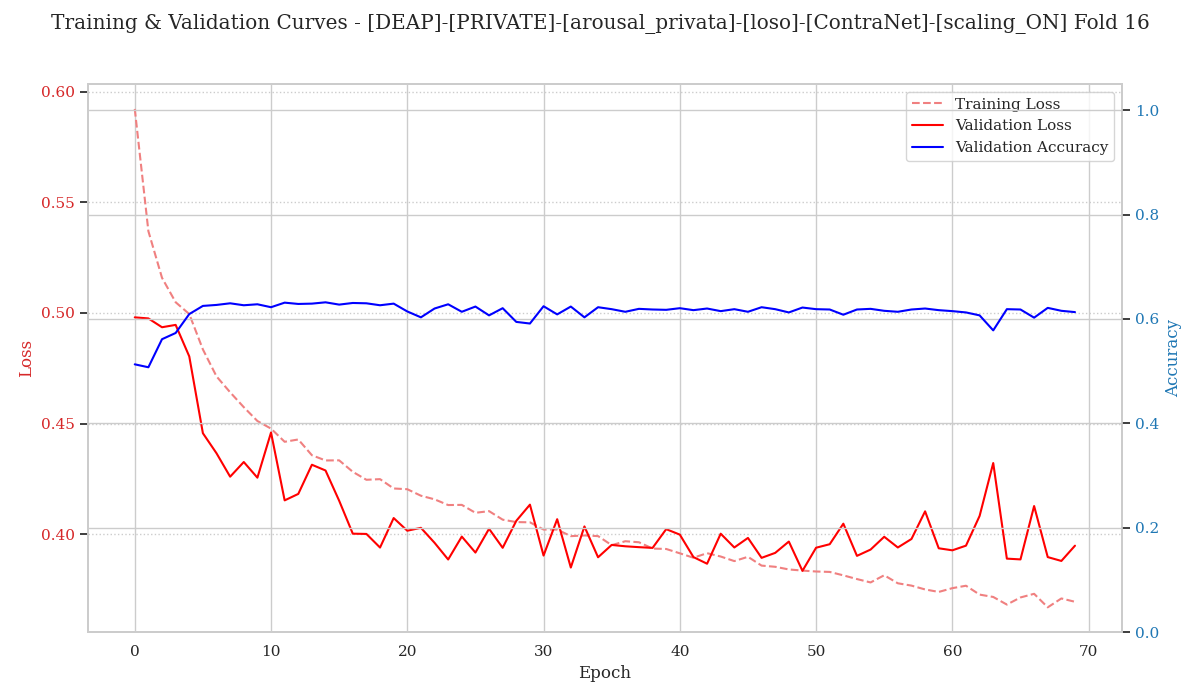 Training & Validation Curves - [DEAP]-[PRIVATE]-[arousal_privata]-[loso]-[ContraNet]-[scaling_ON] Fold 16
Training Loss
Validation Loss
Validation Accuracy
0.60
0.55
0.50
0.45
0.40
Loss
1.0
0.8
0.6
0.4
0.2
0.0
Accuracy
0 10 20 30 40 50 60 70
Epoch